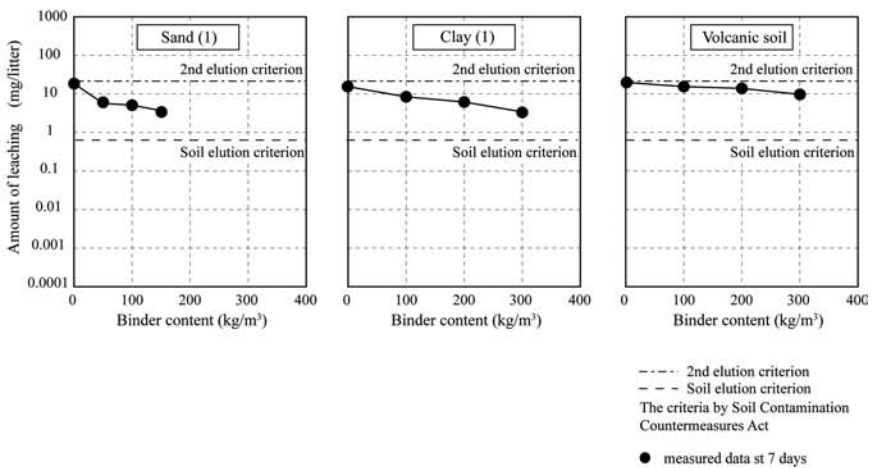 Sand (1)
Clay (1)
Volcanic soil
Amount of leaching (mg/litter)
1000
100
10
1
0.1
0.01
0.001
0.0001
2nd elution criterion
2nd elution criterion
2nd elution criterion
Soil elution criterion
Soil elution criterion
Soil elution criterion
0 100 200 300 400
0 100 200 300 400
0 100 200 300 400
Binder content (kg/m³)
Binder content (kg/m³)
Binder content (kg/m³)
2nd elution criterion
Soil elution criterion
The criteria by Soil Contamination
Countermeasures Act
measured data st 7 days